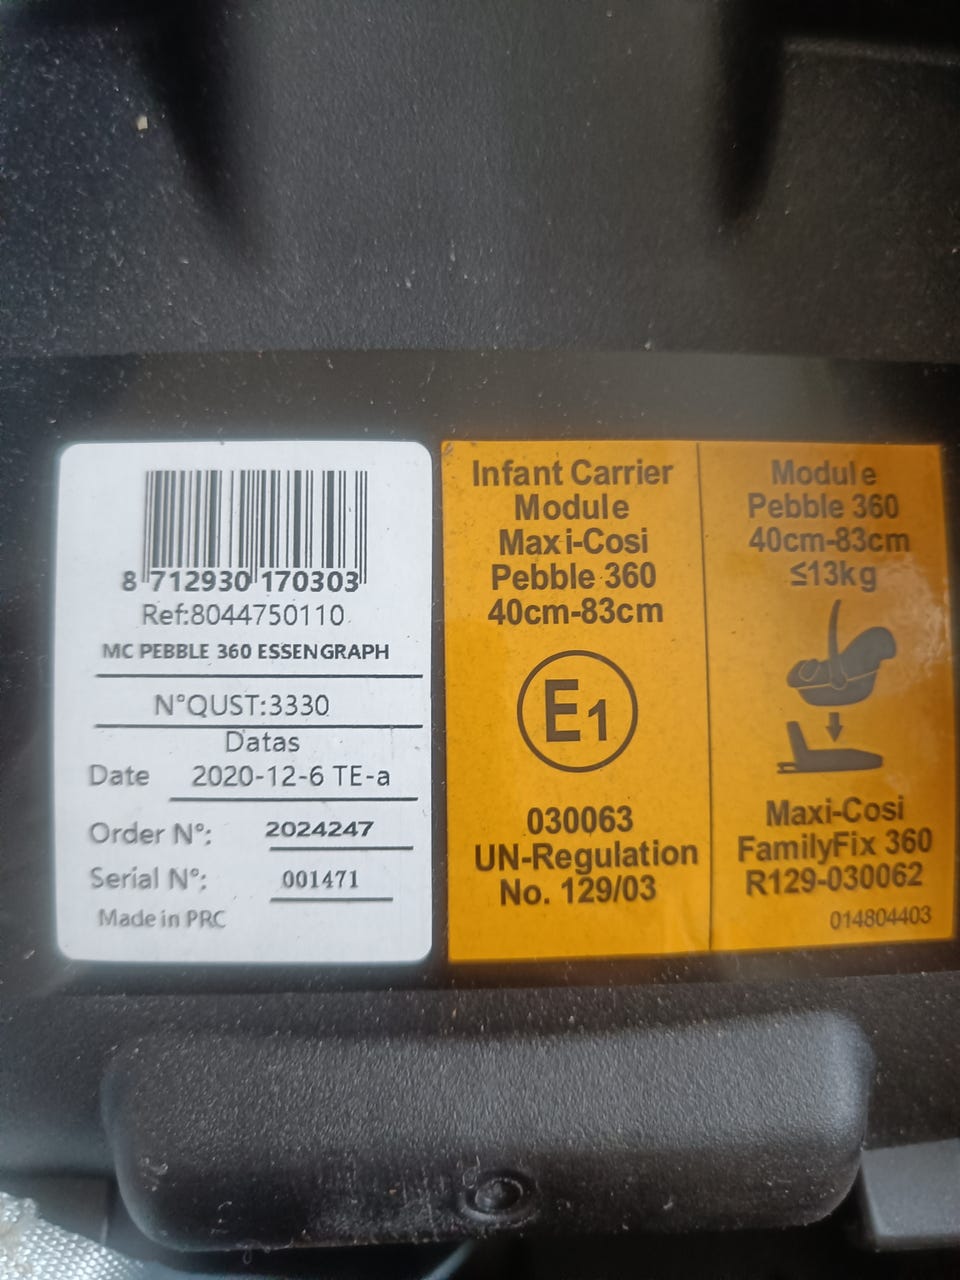 8 712930 170303
Ref:8044750110
MC PEBBLE 360 ESSENGRAPH
N°QUST:3330
Datas
Date 2020-12-6 TE-a
Order N°: 2024247
Serial N°: 001471
Made in PRC
Infant Carrier
Module
Maxi-Cosi
Pebble 360
40cm-83cm
E1
030063
UN-Regulation
No. 129/03
Module
Pebble 360
40cm-83cm
≤13kg
Maxi-Cosi
FamilyFix 360
R129-030062
014804403